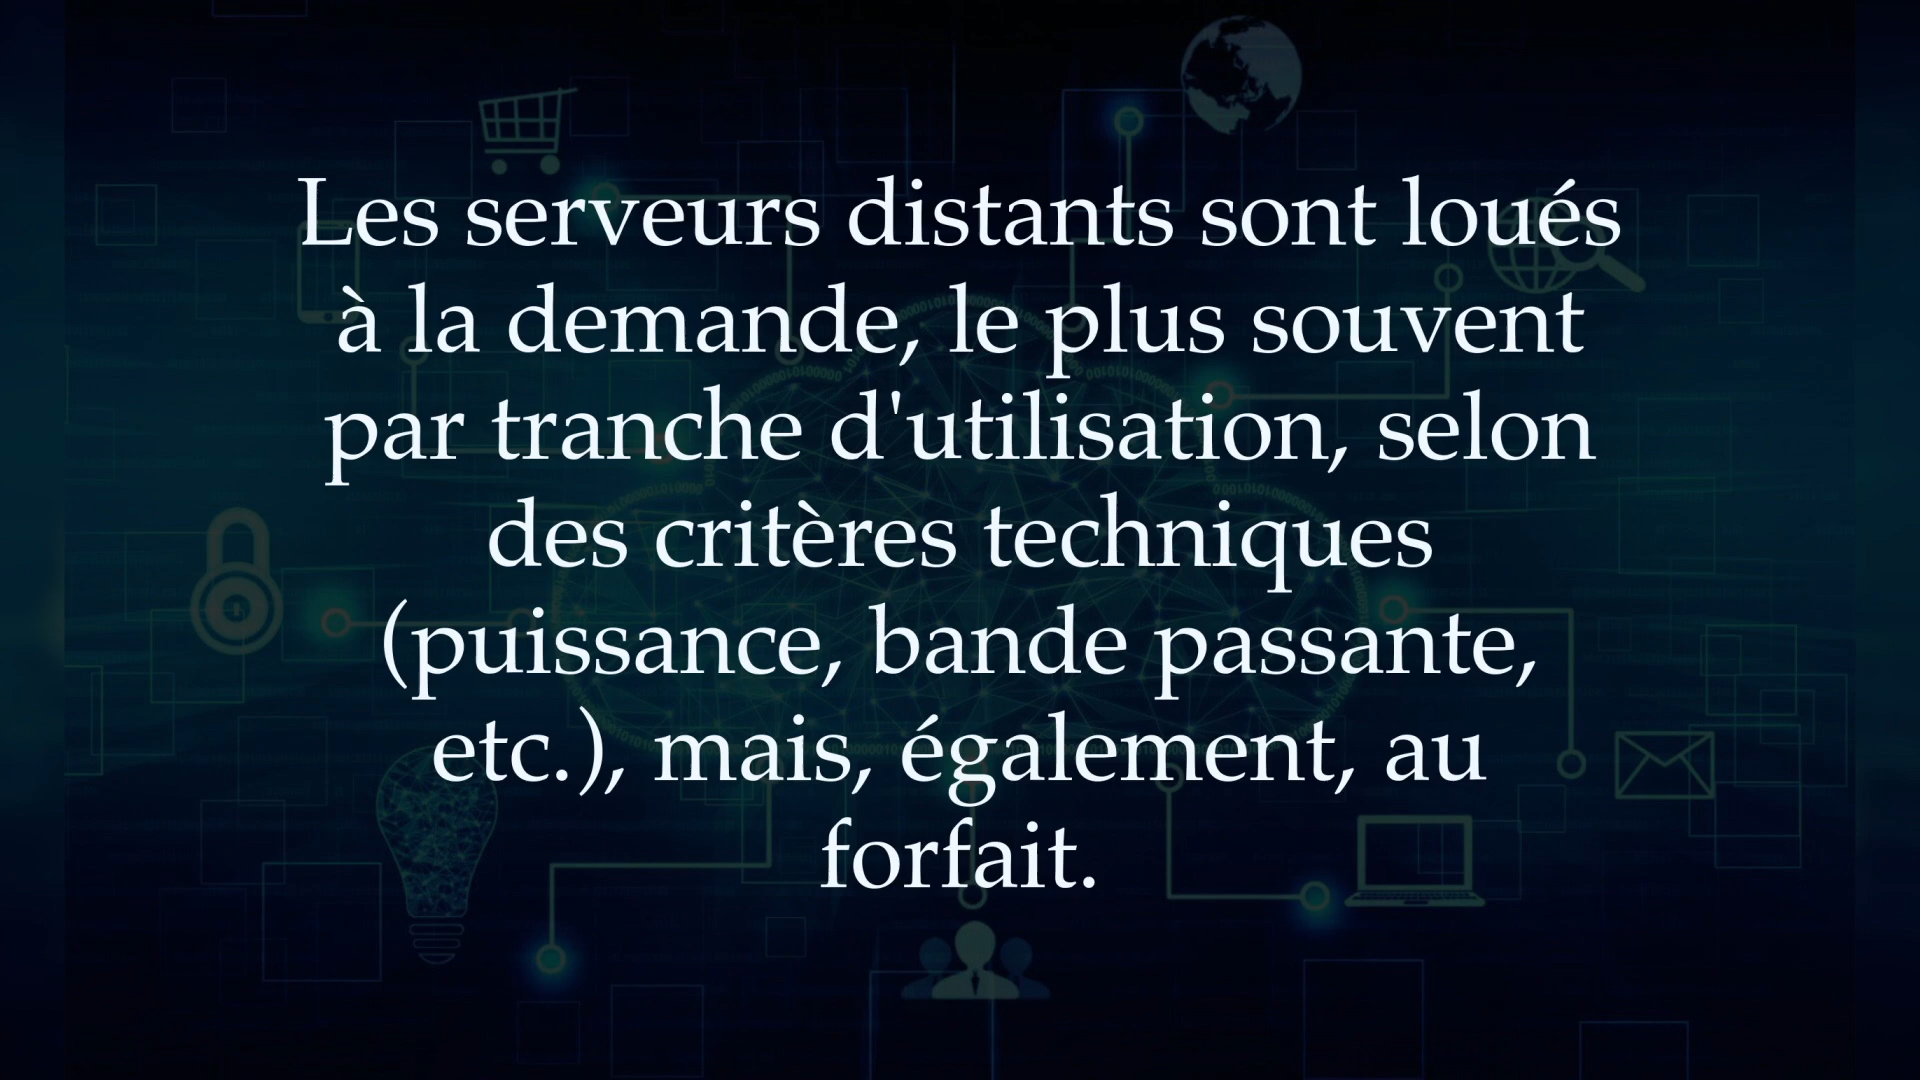 Les serveurs distants sont loués
à la demande, le plus souvent
par tranche d'utilisation, selon
des critères techniques
(puissance, bande passante,
etc.), mais, également, au
forfait.